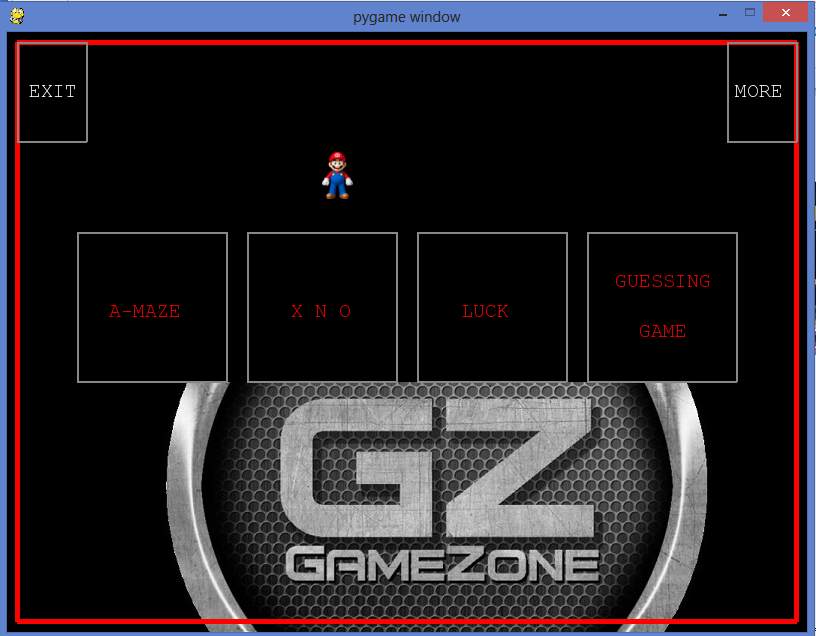 pygame window
EXIT
MORE
A-MAZE
X N O
LUCK
GUESSING
GAME
GZ
GAMEZONE